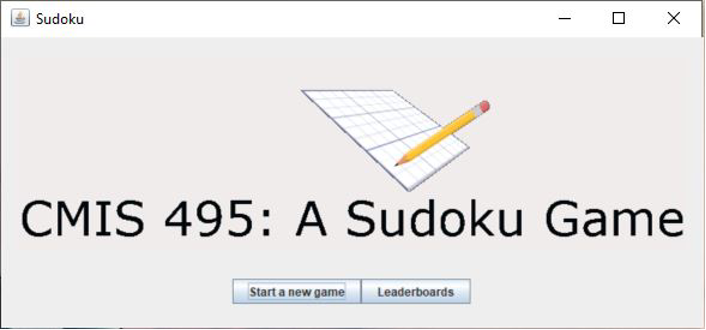 Sudoku
CMIS 495: A Sudoku Game
Start a new game Leaderboards